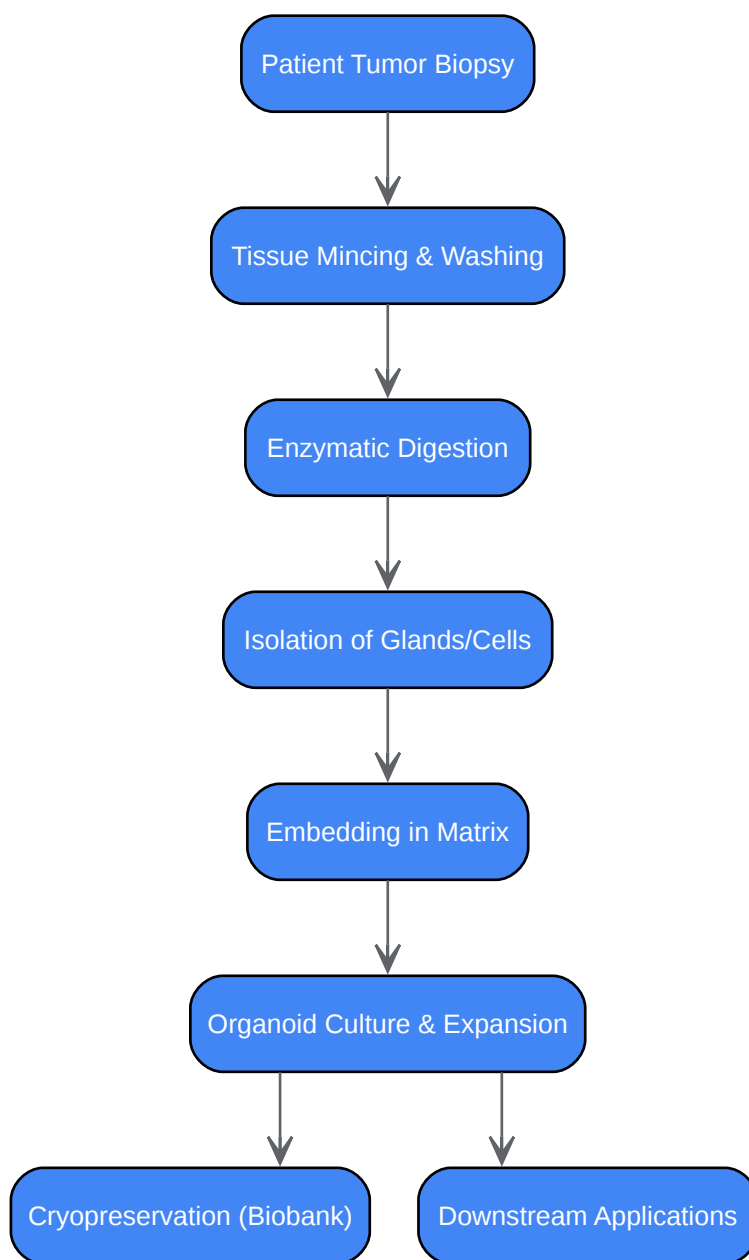 Patient Tumor Biopsy
Tissue Mincing & Washing
Enzymatic Digestion
Isolation of Glands/Cells
Embedding in Matrix
Organoid Culture & Expansion
Cryopreservation (Biobank)
Downstream Applications